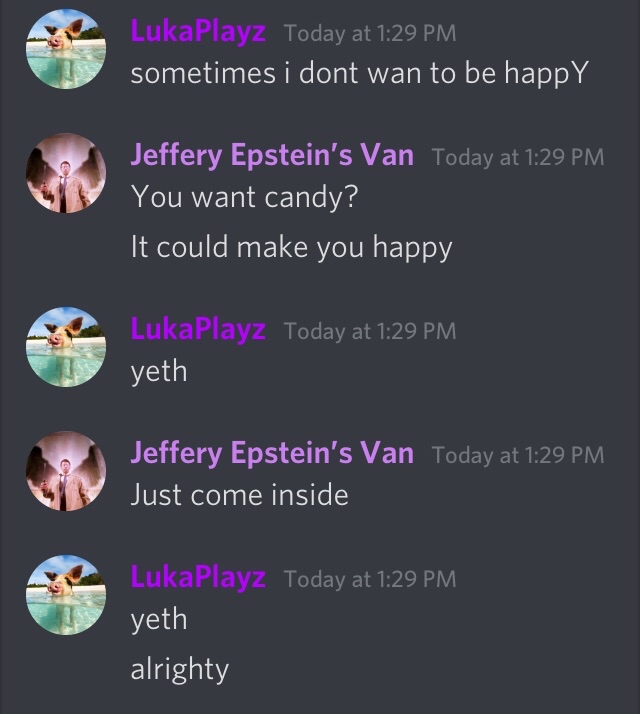 LukaPlayz Today at 1:29 PM
sometimes i dont wan to be happY
Jeffery Epstein’s Van Today at 1:29 PM
You want candy?
It could make you happy
LukaPlayz Today at 1:29 PM
yeth
Jeffery Epstein’s Van Today at 1:29 PM
Just come inside
LukaPlayz Today at 1:29 PM
yeth
alrighty